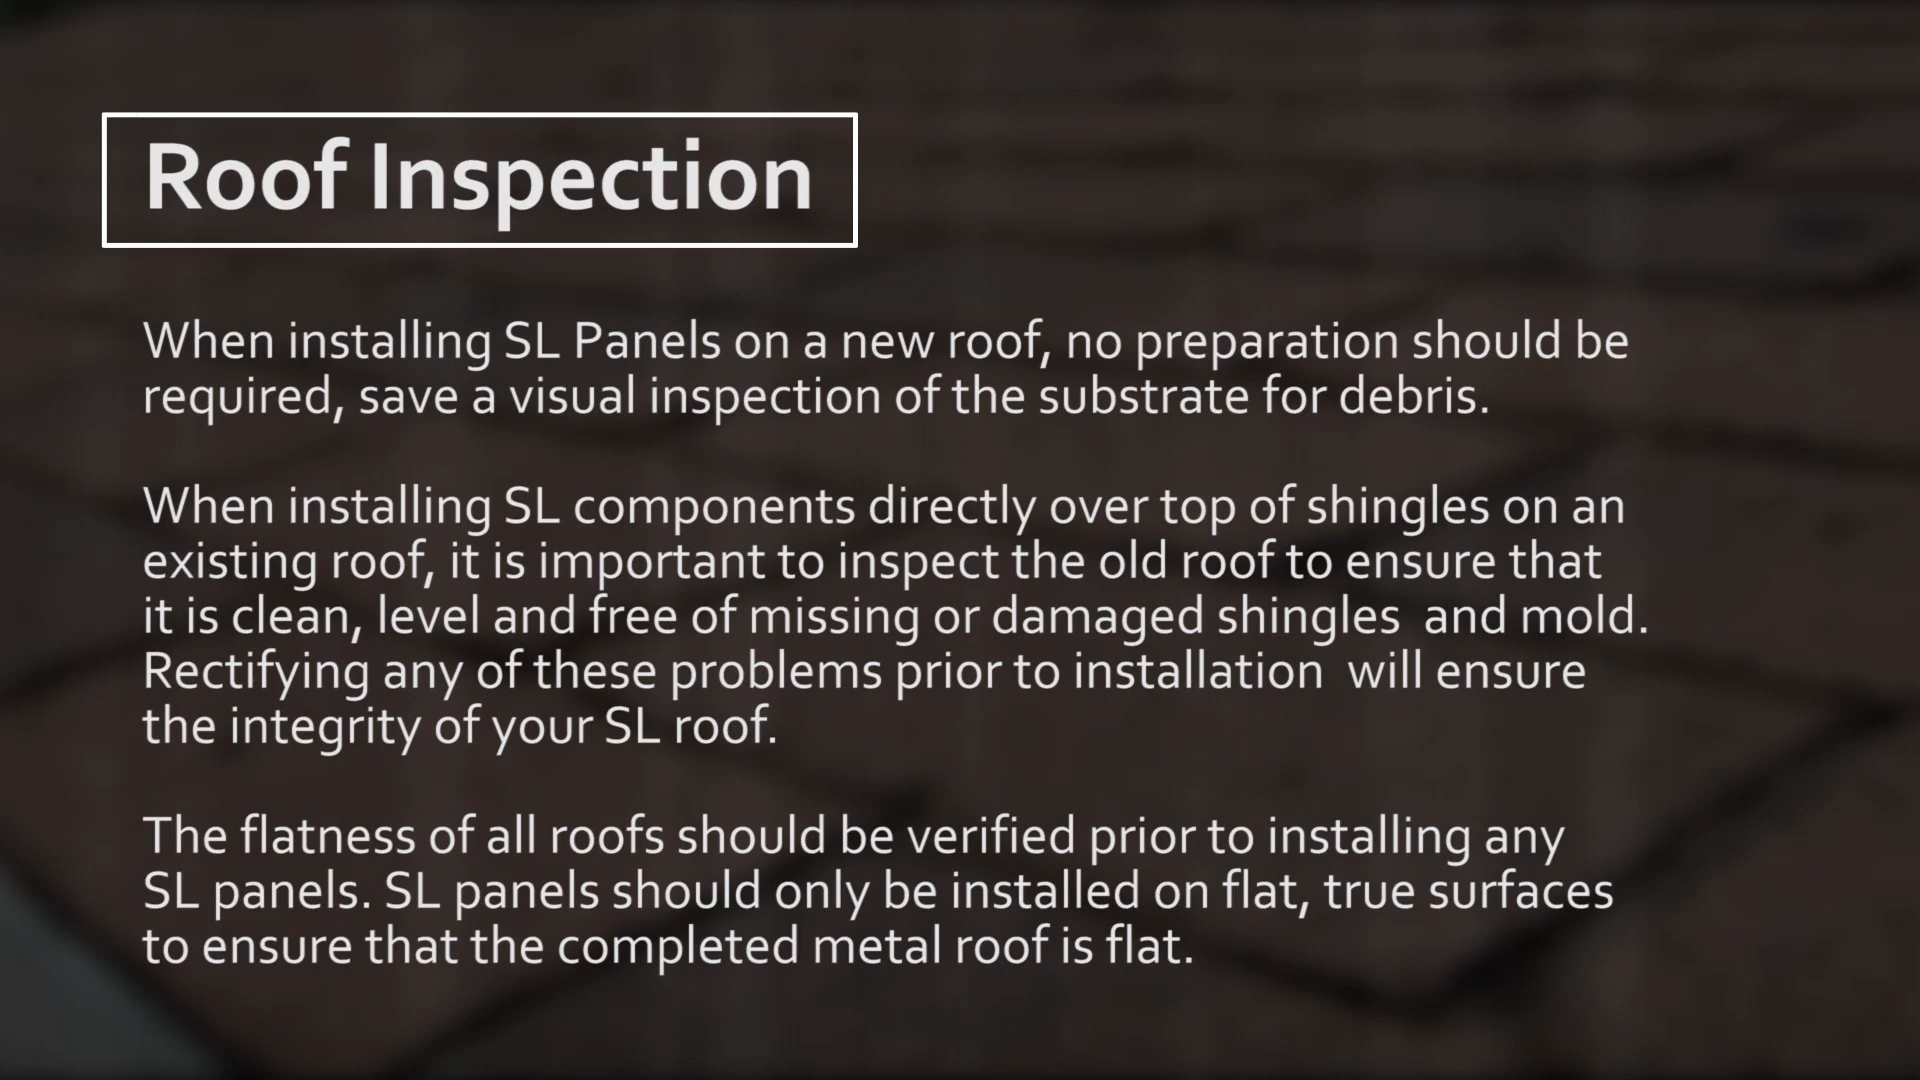 Roof Inspection
When installing SL Panels on a new roof, no preparation should be
required, save a visual inspection of the substrate for debris.
When installing SL components directly over top of shingles on an
existing roof, it is important to inspect the old roof to ensure that
it is clean, level and free of missing or damaged shingles  and mold.
Rectifying any of these problems prior to installation  will ensure
the integrity of your SL roof.
The flatness of all roofs should be verified prior to installing any
SL panels. SL panels should only be installed on flat, true surfaces
to ensure that the completed metal roof is flat.